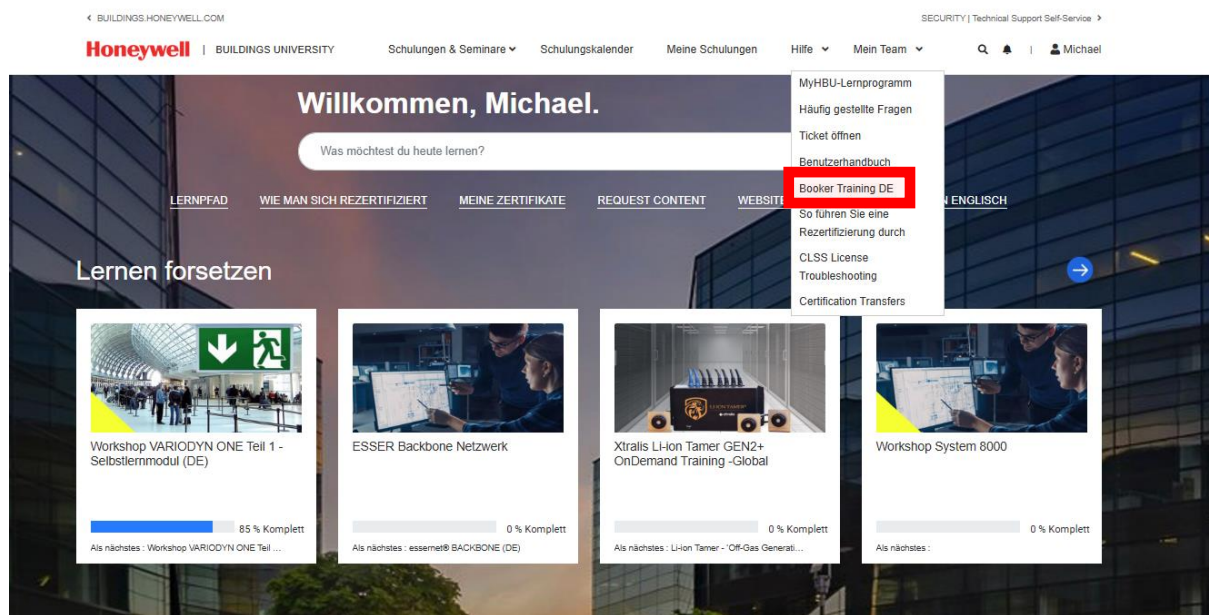 BUILDINGS.HONEYWELL.COM
SECURITY | Technical Support Self-Service
Honeywell | BUILDINGS UNIVERSITY Schulungen & Seminare Schulungskalender Meine Schulungen Hilfe Mein Team Michael
MyHBU-Lernprogramm
Häufig gestellte Fragen
Ticket öffnen
Benutzerhandbuch
Booker Training DE
So führen Sie eine
Rezertifizierung durch
CLSS License
Troubleshooting
Certification Transfers
Willkommen, Michael.
Was möchtest du heute lernen?
LERNPFAD WIE MAN SICH REZERTIFIZIERT MEINE ZERTIFIKATE REQUEST CONTENT WEBSITE N ENGLISCH
Lernen forsetzen
Workshop VARIODYN ONE Teil 1 -
Selbstlernmodul (DE)
85 % Komplett
Als nächstes : Workshop VARIODYN ONE Teil ...
ESSER Backbone Netzwerk
0 % Komplett
Als nächstes : essernet® BACKBONE (DE)
LI-ION TAMER
Xtralis Li-ion Tamer GEN2+
OnDemand Training -Global
0 % Komplett
Als nächstes : Li-ion Tamer - 'Off-Gas Generati...
Workshop System 8000
0 % Komplett
Als nächstes :